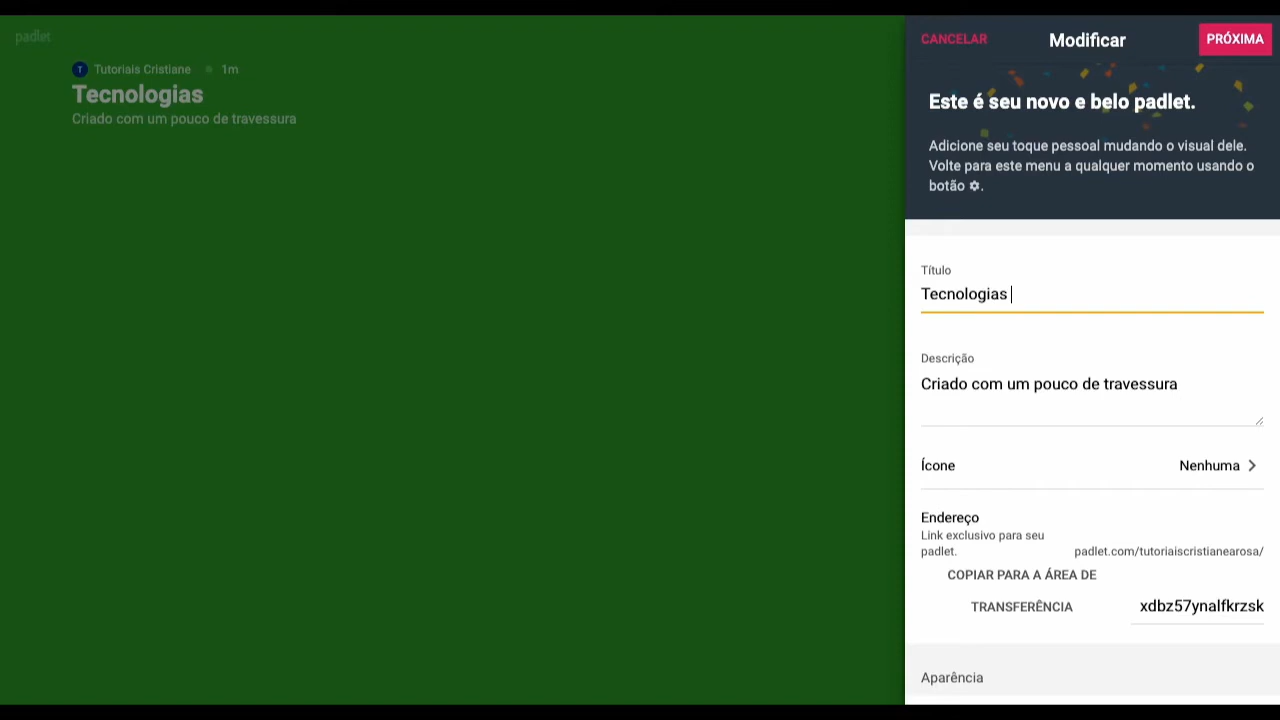 padlet
T Tutoriais Cristiane 1m
Tecnologias
Criado com um pouco de travessura
CANCELAR Modificar PRÓXIMA
Este é seu novo e belo padlet.
Adicione seu toque pessoal mudando o visual dele.
Volte para este menu a qualquer momento usando o
botão .
Título
Tecnologias
Descrição
Criado com um pouco de travessura
Ícone Nenhuma
Endereço
Link exclusivo para seu
padlet. padlet.com/tutoriaiscristianearosa/
COPIAR PARA A ÁREA DE
TRANSFERÊNCIA xdbz57ynalfkrzsk
Aparência